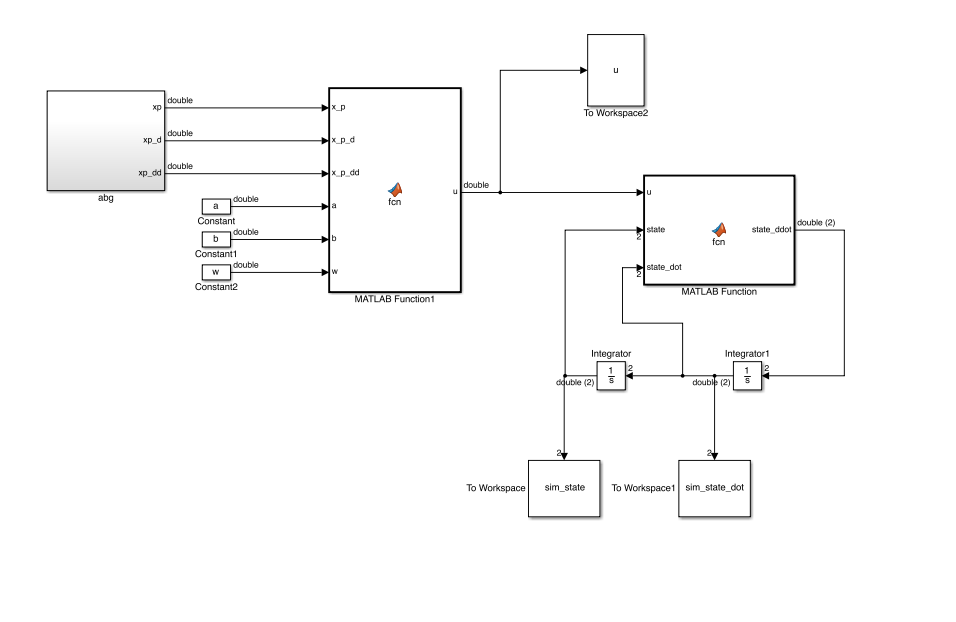 u
To Workspace2
xp
double
x_p
xp_d
double
x_p_d
xp_dd
double
x_p_dd
abg
a
double
a
Constant
b
double
b
Constant1
w
double
w
Constant2
fcn
u
double
MATLAB Function1
u
state
2
state_dot
2
fcn
state_ddot
double (2)
MATLAB Function
Integrator
1
s
2
double (2)
Integrator1
1
s
2
double (2)
2
To Workspace
sim_state
2
To Workspace1
sim_state_dot